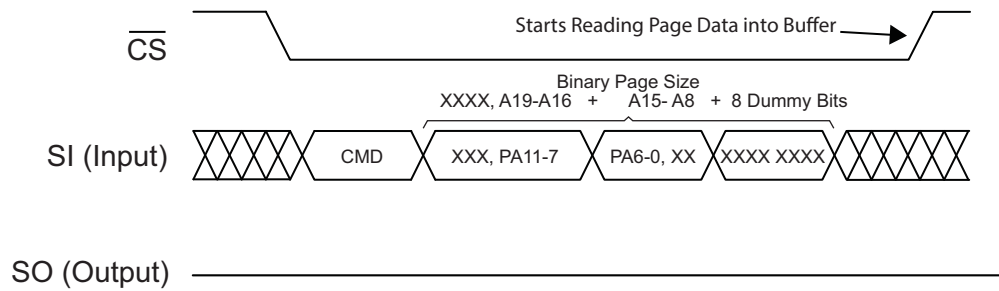 Starts Reading Page Data into Buffer
CS
Binary Page Size
XXXX, A19-A16 + A15- A8 + 8 Dummy Bits
SI (Input) CMD XXX, PA11-7 PA6-0, XX XXXX XXXX
SO (Output)